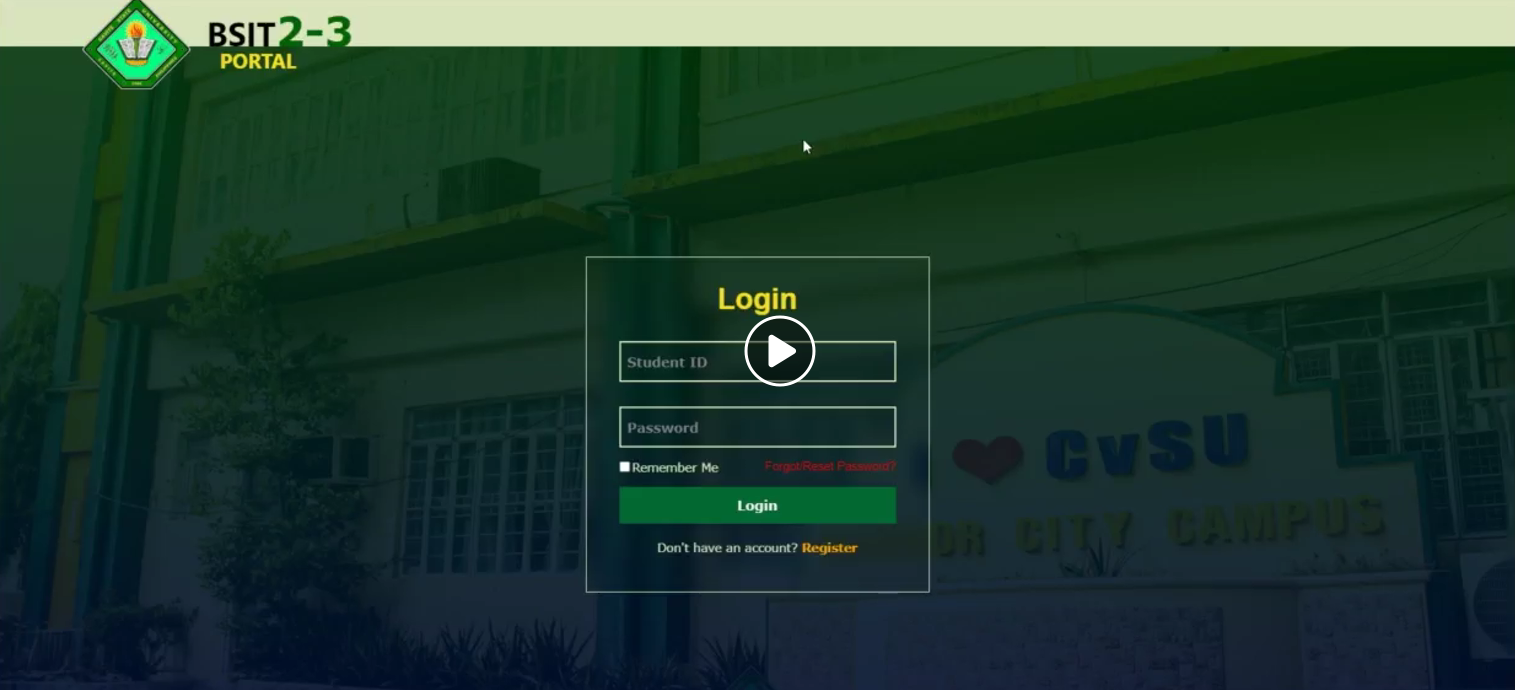 BSIT2-3
PORTAL
Login
Student ID
Password
Remember Me
Forgot/Reset Password?
Login
Don't have an account? Register
CvSU
OR CITY CAMPUS